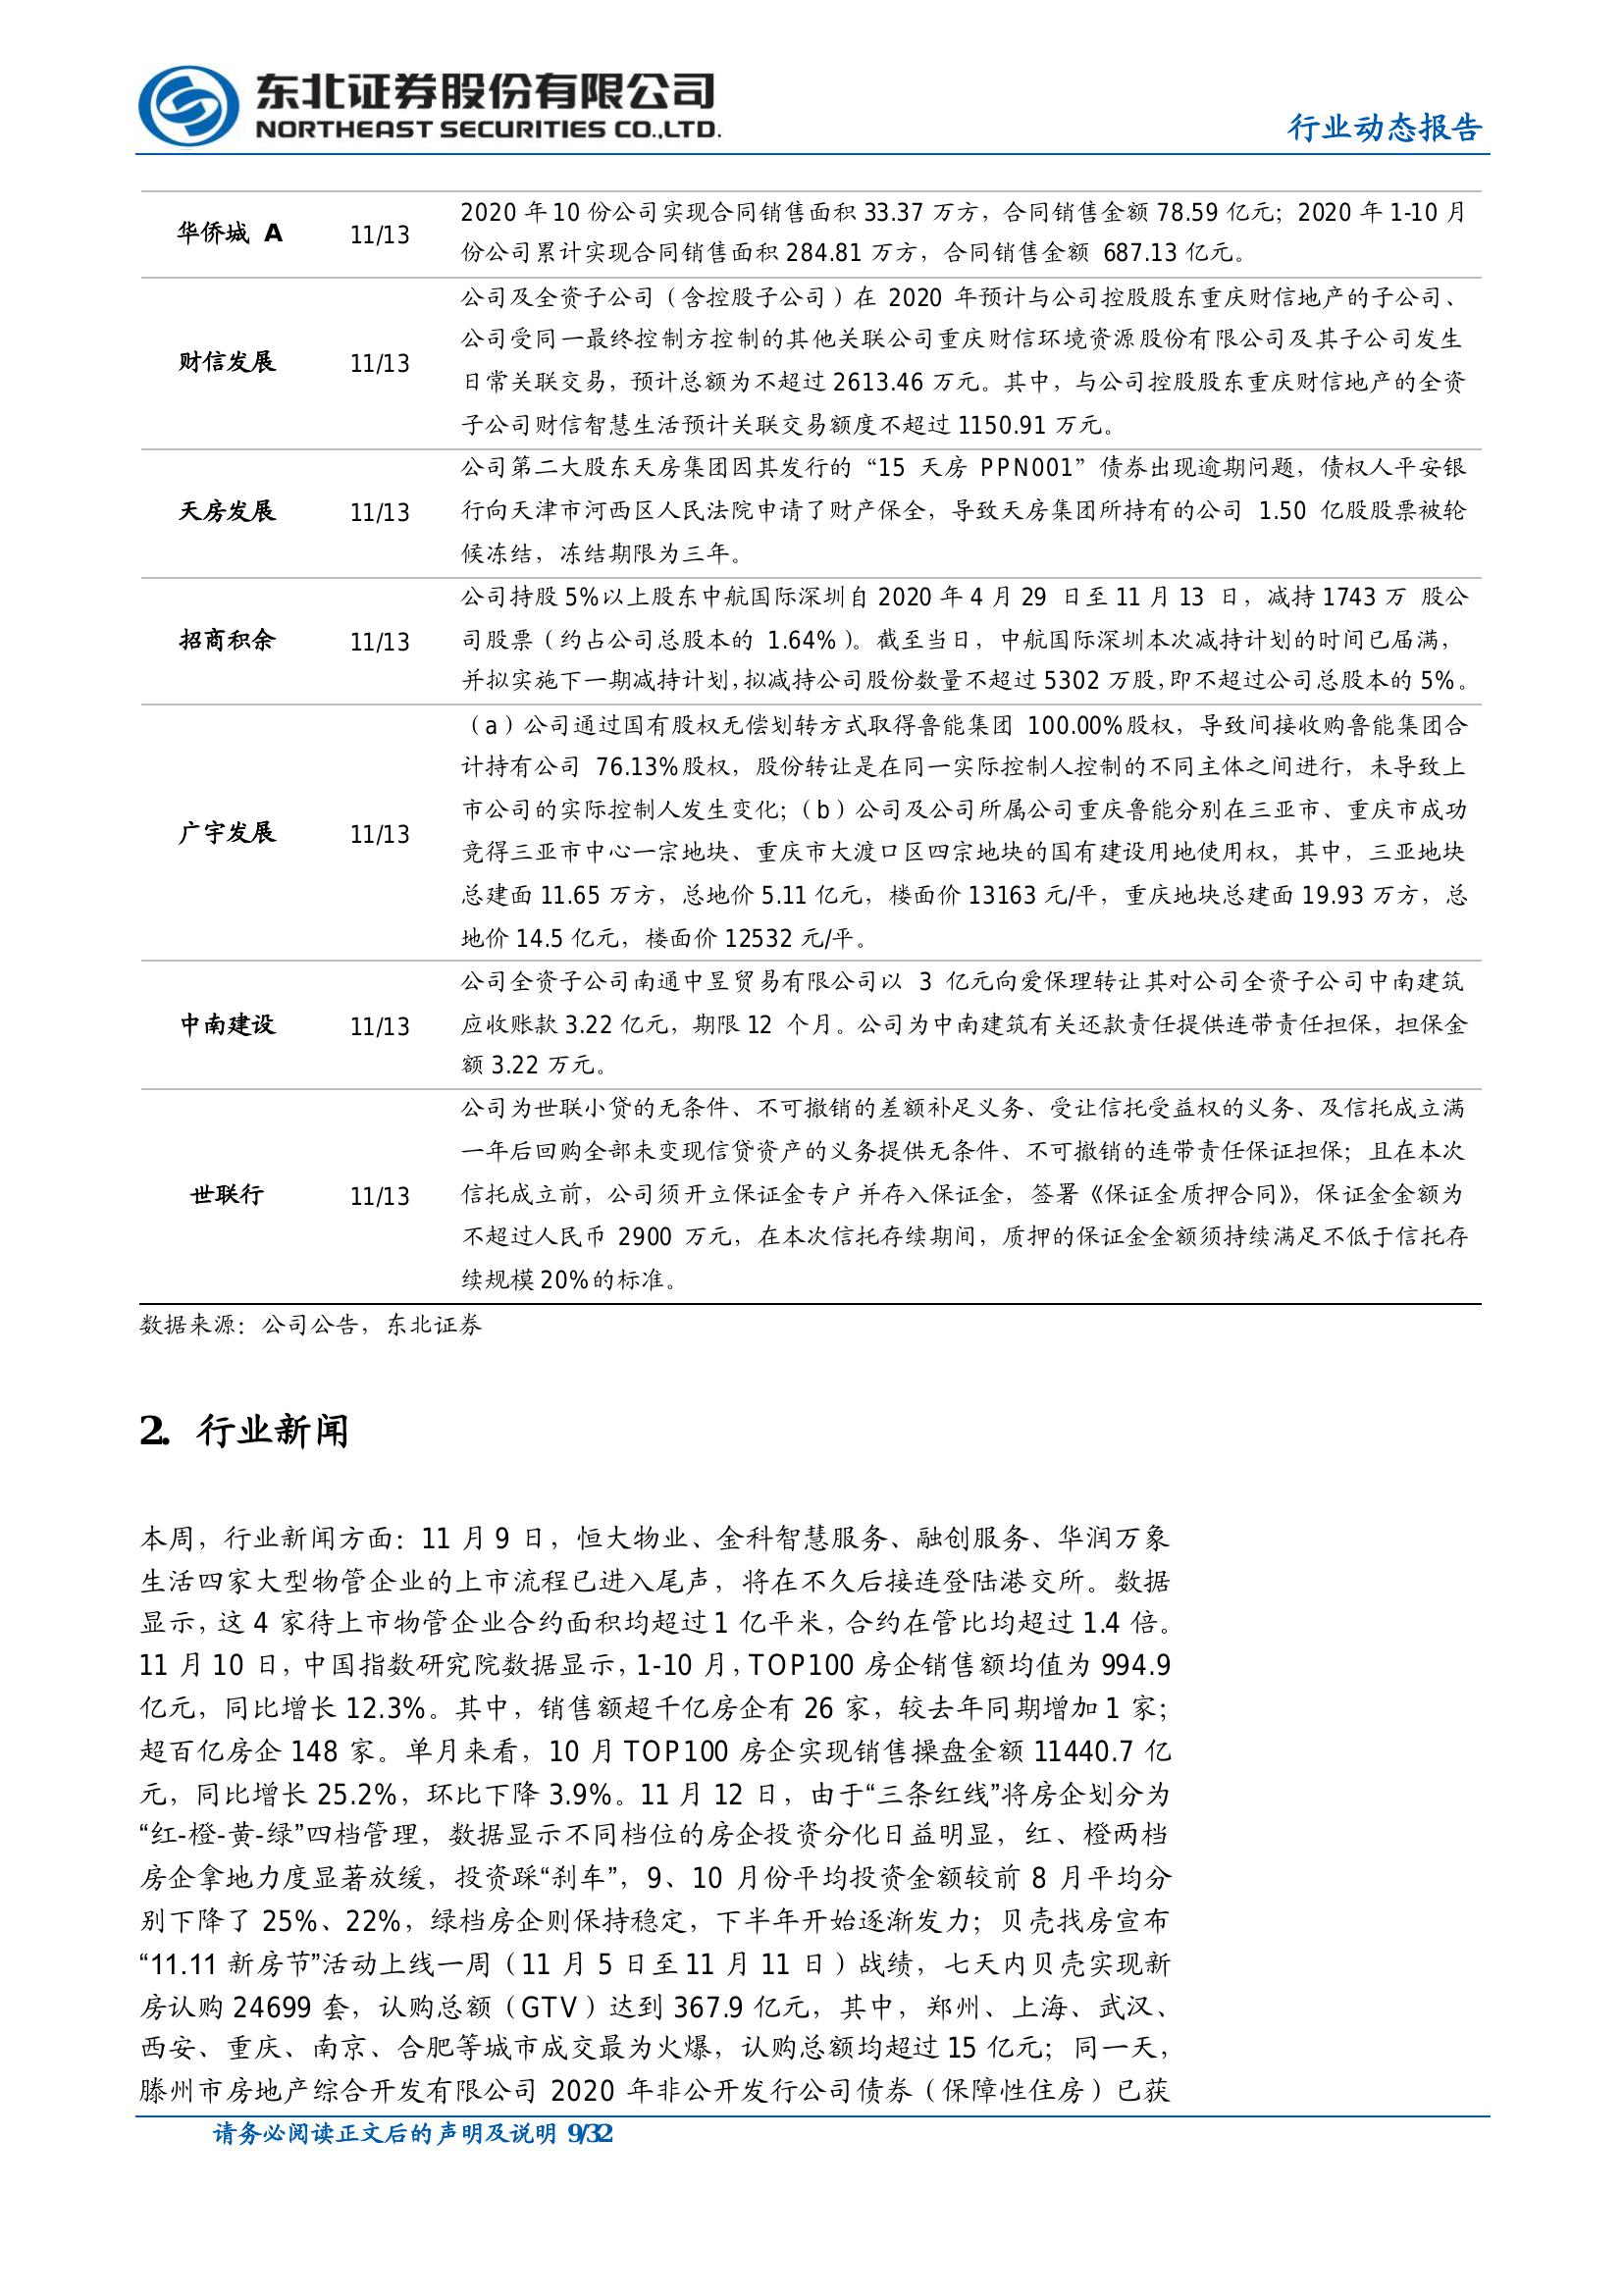 东北证券股份有限公司
NORTHEAST SECURITIES CO.,LTD.
行业动态报告
华侨城 A 11/13
2020 年 10 份公司实现合同销售面积 33.37 万方，合同销售金额 78.59 亿元；2020 年 1-10 月
份公司累计实现合同销售面积 284.81 万方，合同销售金额 687.13 亿元。
财信发展 11/13
公司及全资子公司（含控股子公司）在 2020 年预计与公司控股股东重庆财信地产的子公司、
公司受同一最终控制方控制的其他关联公司重庆财信环境资源股份有限公司及其子公司发生
日常关联交易，预计总额为不超过 2613.46 万元。其中，与公司控股股东重庆财信地产的全资
子公司财信智慧生活预计关联交易额度不超过 1150.91 万元。
天房发展 11/13
公司第二大股东天房集团因其发行的“15 天房 PPN001”债券出现逾期问题，债权人平安银
行向天津市河西区人民法院申请了财产保全，导致天房集团所持有的公司 1.50 亿股股票被轮
候冻结，冻结期限为三年。
招商积余 11/13
公司持股 5%以上股东中航国际深圳自 2020 年 4 月 29 日至 11 月 13 日，减持 1743 万 股公
司股票（约占公司总股本的 1.64%）。截至当日，中航国际深圳本次减持计划的时间已届满，
并拟实施下一期减持计划，拟减持公司股份数量不超过 5302 万股，即不超过公司总股本的 5%。
广宇发展 11/13
（a）公司通过国有股权无偿划转方式取得鲁能集团 100.00%股权，导致间接收购鲁能集团合
计持有公司 76.13%股权，股份转让是在同一实际控制人控制的不同主体之间进行，未导致上
市公司的实际控制人发生变化；（b）公司及公司所属公司重庆鲁能分别在三亚市、重庆市成功
竞得三亚市中心一宗地块、重庆市大渡口区四宗地块的国有建设用地使用权，其中，三亚地块
总建面 11.65 万方，总地价 5.11 亿元，楼面价 13163 元/平，重庆地块总建面 19.93 万方，总
地价 14.5 亿元，楼面价 12532 元/平。
中南建设 11/13
公司全资子公司南通中昱贸易有限公司以 3 亿元向爱保理转让其对公司全资子公司中南建筑
应收账款 3.22 亿元，期限 12 个月。公司为中南建筑有关还款责任提供连带责任担保，担保金
额 3.22 万元。
世联行 11/13
公司为世联小贷的无条件、不可撤销的差额补足义务、受让信托受益权的义务、及信托成立满
一年后回购全部未变现信贷资产的义务提供无条件、不可撤销的连带责任保证担保；且在本次
信托成立前，公司须开立保证金专户并存入保证金，签署《保证金质押合同》，保证金金额为
不超过人民币 2900 万元，在本次信托存续期间，质押的保证金金额须持续满足不低于信托存
续规模 20%的标准。
数据来源：公司公告，东北证券
2. 行业新闻
本周，行业新闻方面：11 月 9 日，恒大物业、金科智慧服务、融创服务、华润万象
生活四家大型物管企业的上市流程已进入尾声，将在不久后接连登陆港交所。数据
显示，这 4 家待上市物管企业合约面积均超过 1 亿平米，合约在管比均超过 1.4 倍。
11 月 10 日，中国指数研究院数据显示，1-10 月，TOP100 房企销售额均值为 994.9
亿元，同比增长 12.3%。其中，销售额超千亿房企有 26 家，较去年同期增加 1 家；
超百亿房企 148 家。单月来看，10 月 TOP100 房企实现销售操盘金额 11440.7 亿
元，同比增长 25.2%，环比下降 3.9%。11 月 12 日，由于“三条红线”将房企划分为
“红-橙-黄-绿”四档管理，数据显示不同档位的房企投资分化日益明显，红、橙两档
房企拿地力度显著放缓，投资踩“刹车”，9、10 月份平均投资金额较前 8 月平均分
别下降了 25%、22%，绿档房企则保持稳定，下半年开始逐渐发力；贝壳找房宣布
“11.11 新房节”活动上线一周（11 月 5 日至 11 月 11 日）战绩，七天内贝壳实现新
房认购 24699 套，认购总额（GTV）达到 367.9 亿元，其中，郑州、上海、武汉、
西安、重庆、南京、合肥等城市成交最为火爆，认购总额均超过 15 亿元；同一天，
滕州市房地产综合开发有限公司 2020 年非公开发行公司债券（保障性住房）已获
请务必阅读正文后的声明及说明 9/32